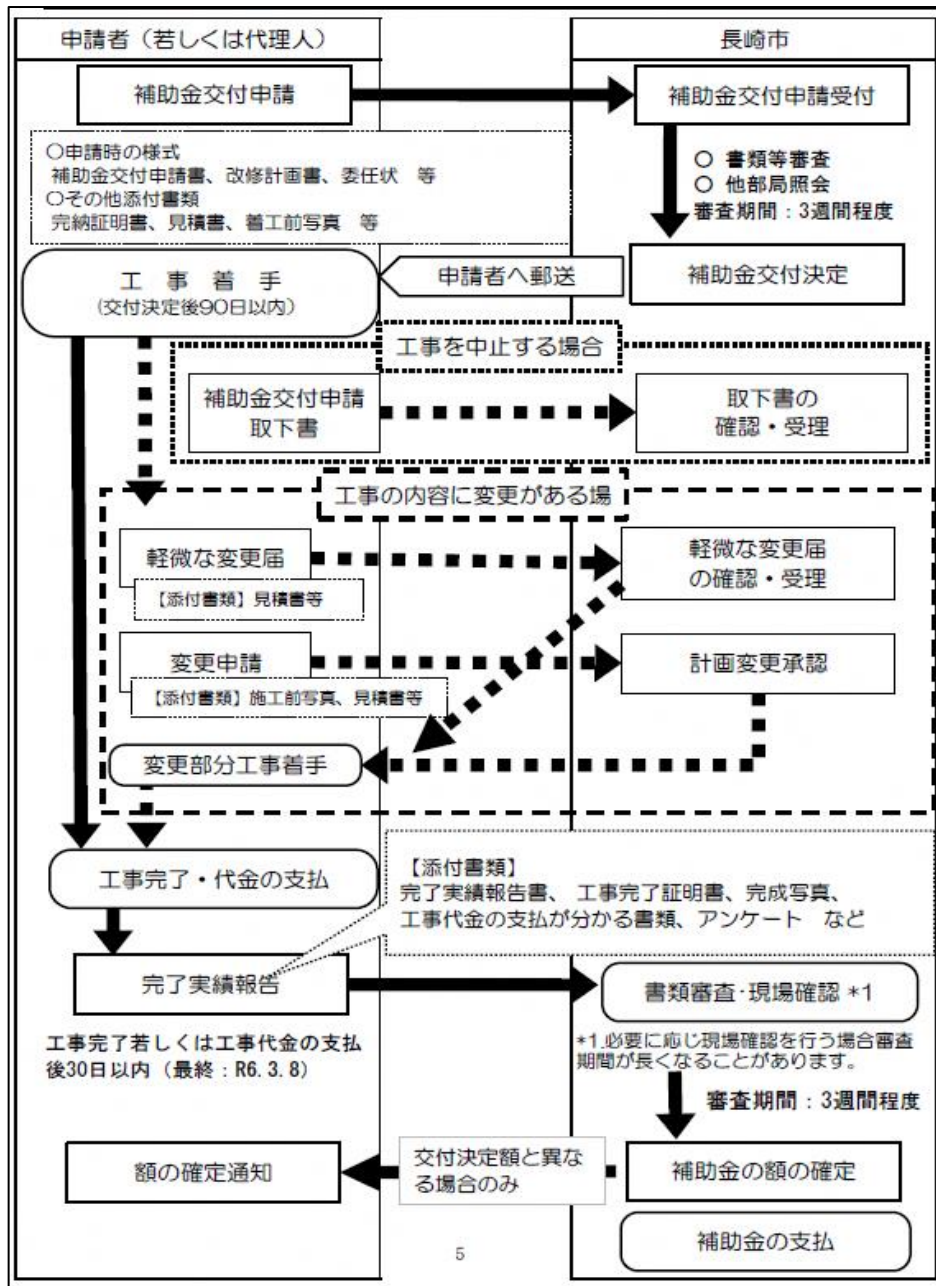 申請者（若しくは代理人）
長崎市
補助金交付申請
補助金交付申請受付
○申請時の様式
補助金交付申請書、改修計画書、委任状　等
○その他添付書類
完納証明書、見積書、着工前写真　等
○ 書類等審査
○ 他部局照会
審査期間：3週間程度
工　事　着　手
(交付決定後90日以内)
申請者へ郵送
補助金交付決定
工事を中止する場合
補助金交付申請
取下書
取下書の
確認・受理
工事の内容に変更がある場
軽微な変更届
【添付書類】見積書等
軽微な変更届
の確認・受理
変更申請
【添付書類】施工前写真、見積書等
計画変更承認
変更部分工事着手
工事完了・代金の支払
【添付書類】
完了実績報告書、 工事完了証明書、完成写真、
工事代金の支払が分かる書類、アンケート　など
完了実績報告
書類審査・現場確認 *1
工事完了若しくは工事代金の支払
後30日以内（最終：R6.3.8）
*1.必要に応じ現場確認を行う場合審査
期間が長くなることがあります。
審査期間：3週間程度
額の確定通知
交付決定額と異な
る場合のみ
補助金の額の確定
補助金の支払
5